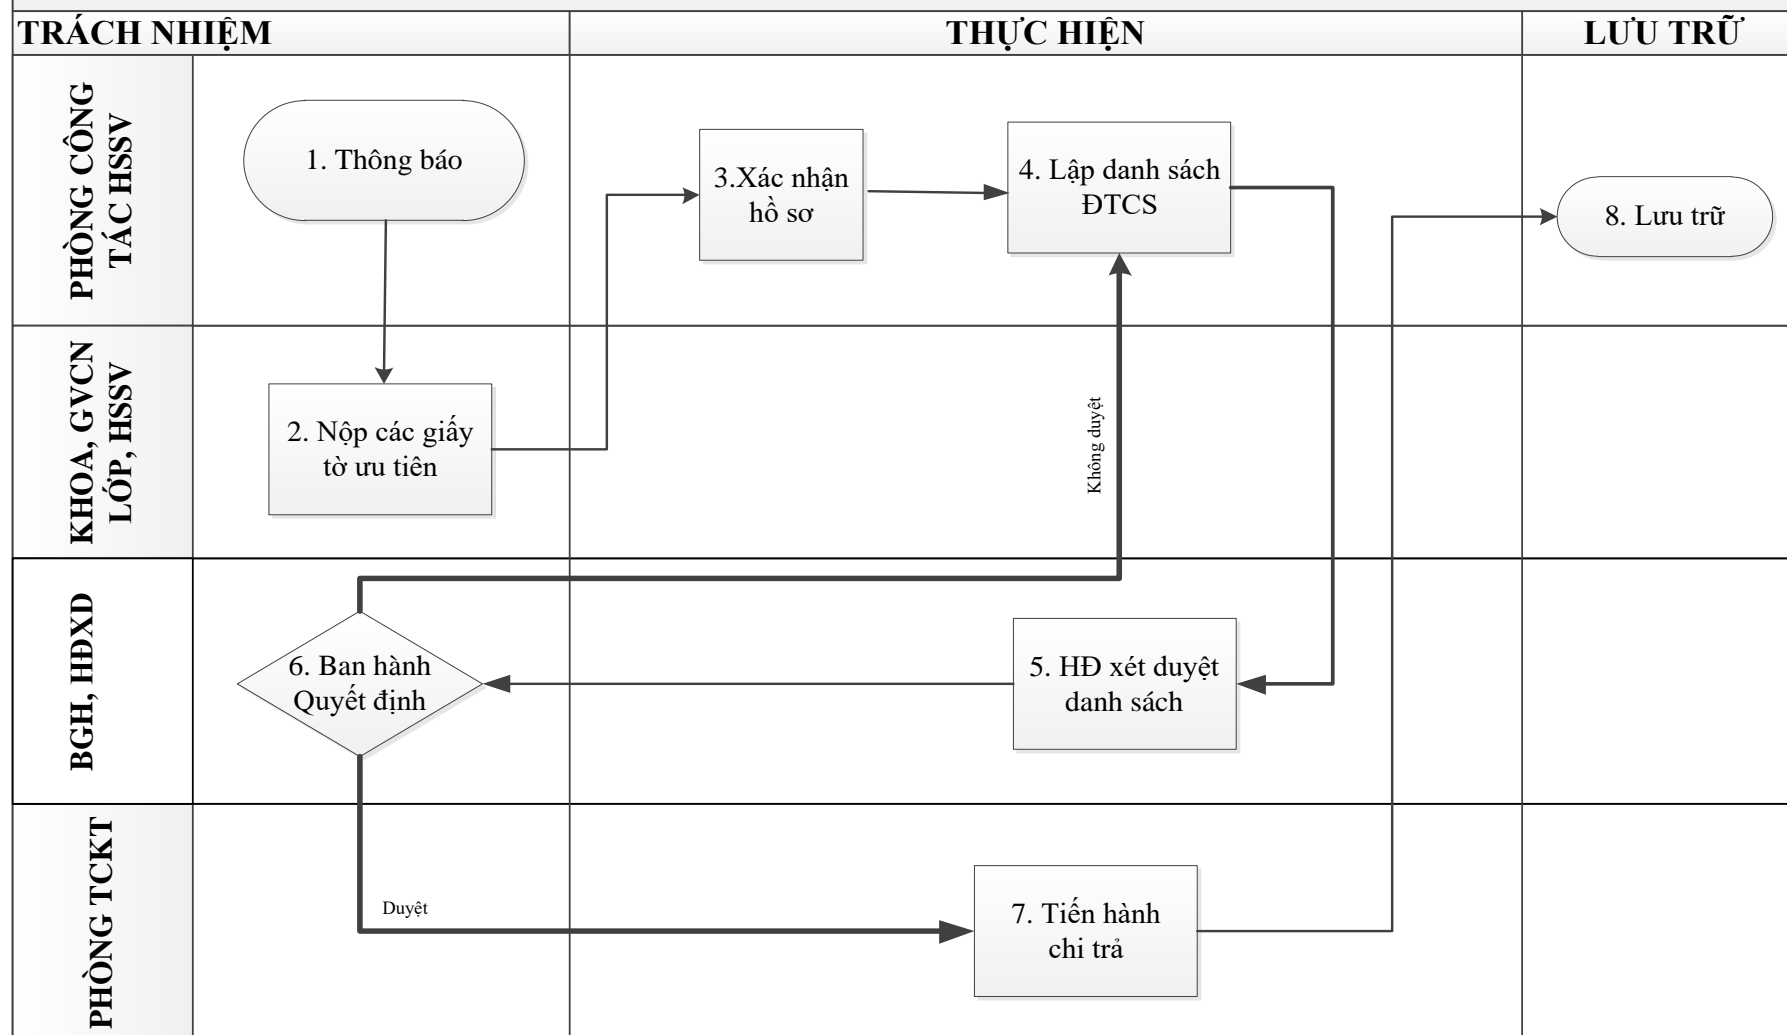 TRÁCH NHIỆM
THỰC HIỆN
LƯU TRỮ
PHÒNG CÔNG
TÁC HSSV
1. Thông báo
3.Xác nhận
hồ sơ
4. Lập danh sách
ĐTCS
8. Lưu trữ
KHOA, GVCN
LỚP, HSSV
2. Nộp các giấy
tờ ưu tiên
Không duyệt
BGH, HĐXD
6. Ban hành
Quyết định
5. HĐ xét duyệt
danh sách
PHÒNG TCKT
Duyệt
7. Tiến hành
chi trả